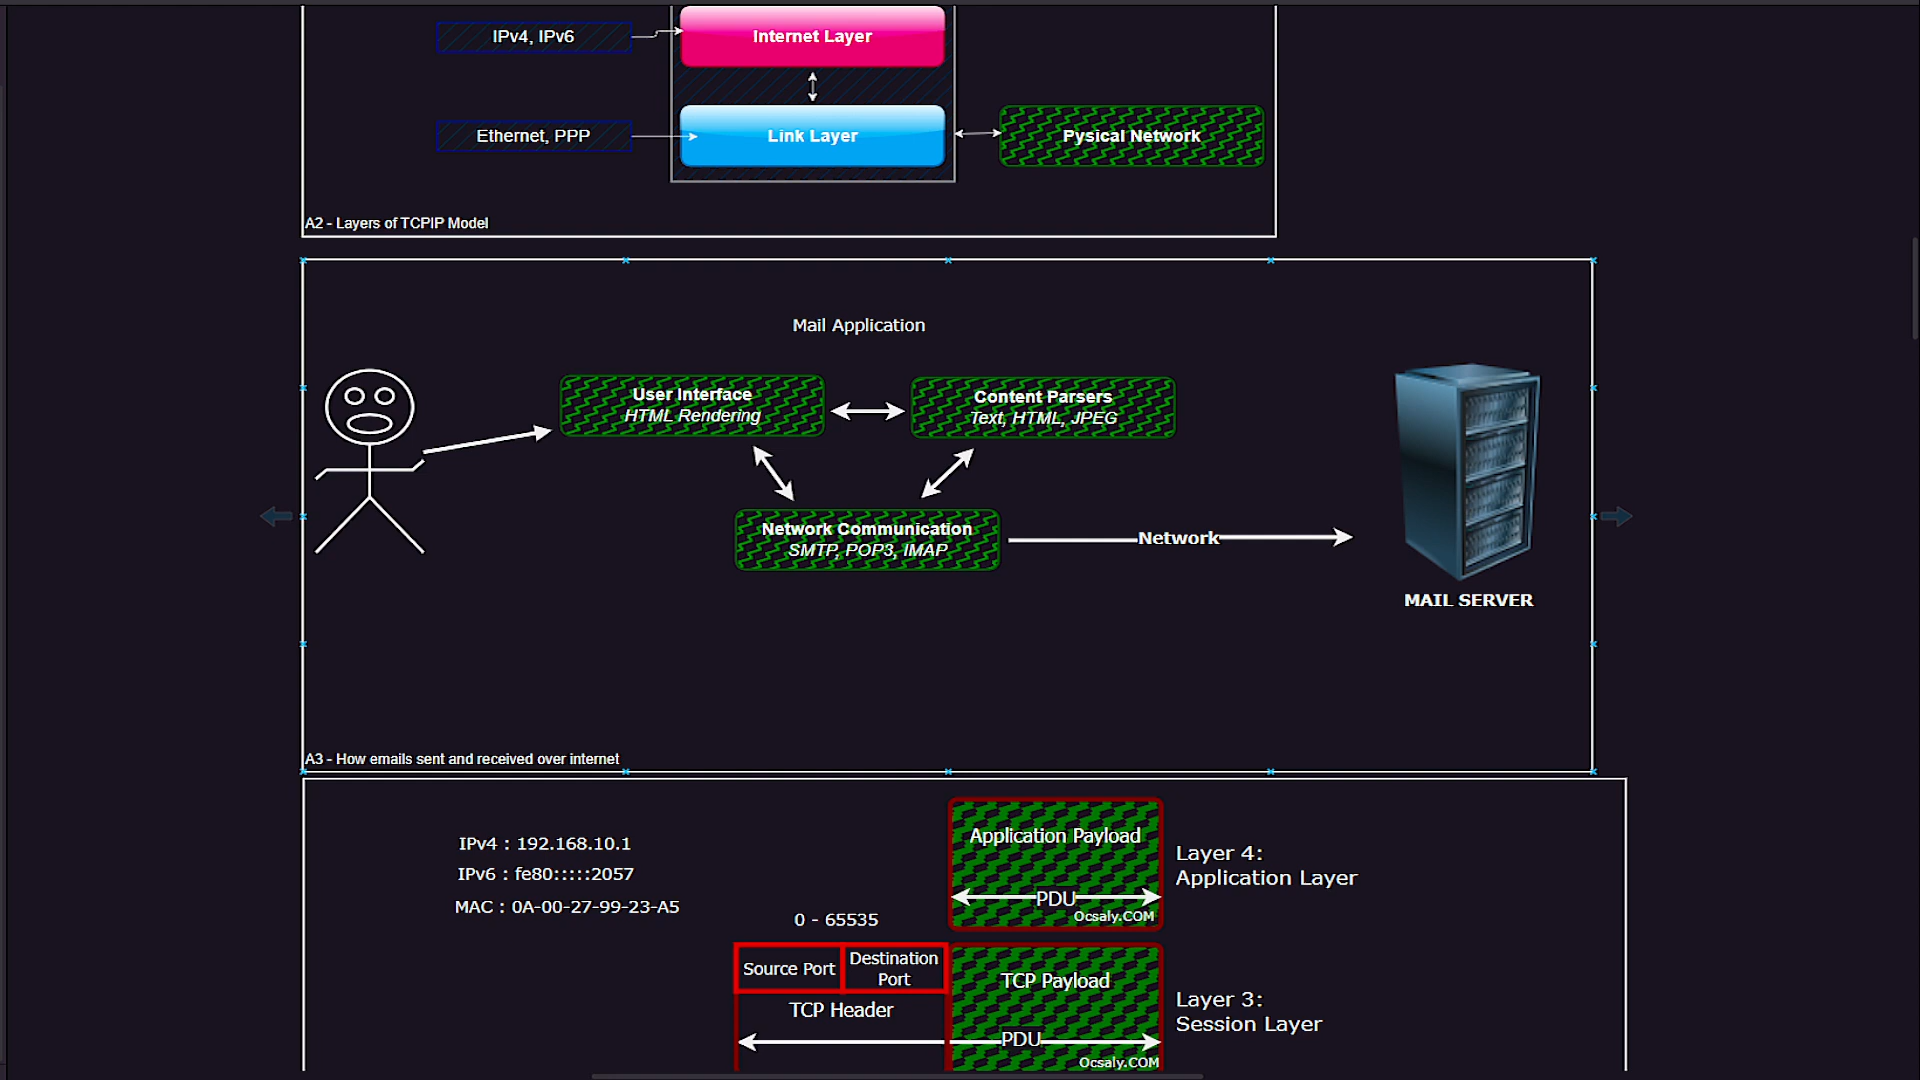 IPv4, IPv6
Internet Layer
Ethernet, PPP
Link Layer
Pysical Network
A2 - Layers of TCPIP Model
Mail Application
User Interface
HTML Rendering
Content Parsers
Text, HTML, JPEG
Network Communication
SMTP, POP3, IMAP
Network
MAIL SERVER
A3 - How emails sent and received over internet
IPv4 : 192.168.10.1
IPv6 : fe80:::::2057
MAC : 0A-00-27-99-23-A5
Application Payload
PDU
Ocsaly.COM
Layer 4:
Application Layer
0 - 65535
Source Port
Destination
Port
TCP Header
TCP Payload
PDU
Ocsaly.COM
Layer 3:
Session Layer